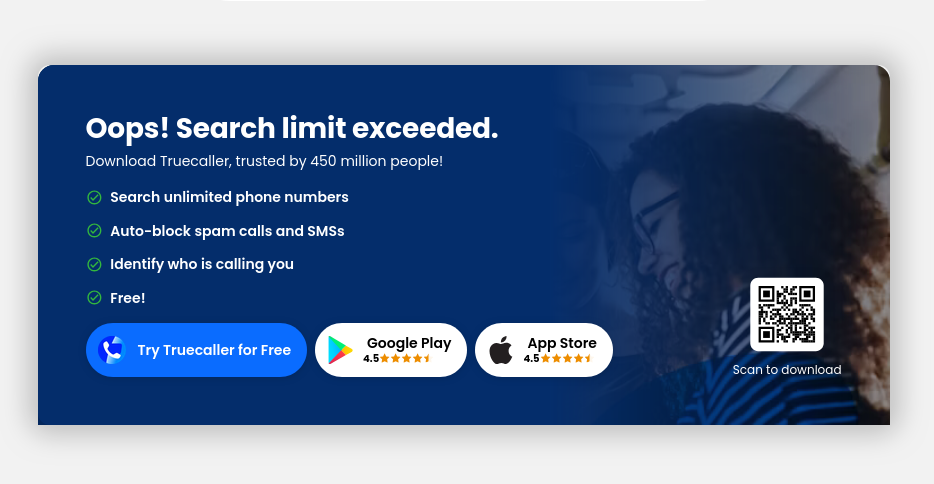 Oops! Search limit exceeded.
Download Truecaller, trusted by 450 million people!
Search unlimited phone numbers
Auto-block spam calls and SMSs
Identify who is calling you
Free!
Try Truecaller for Free
Google Play
4.5
App Store
4.5
Scan to download